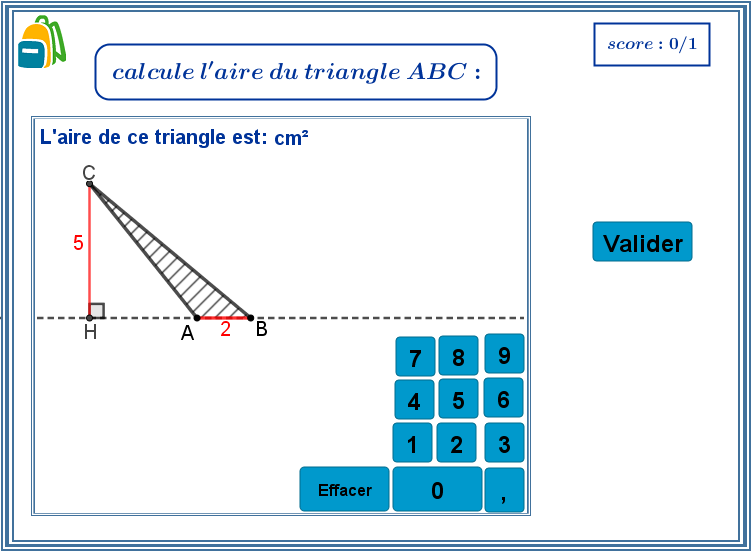 calcule l'aire du triangle ABC :
score : 0/1
L'aire de ce triangle est: cm²
C
5
H
A
2
B
Valider
7 8 9
4 5 6
1 2 3
Effacer 0 ,